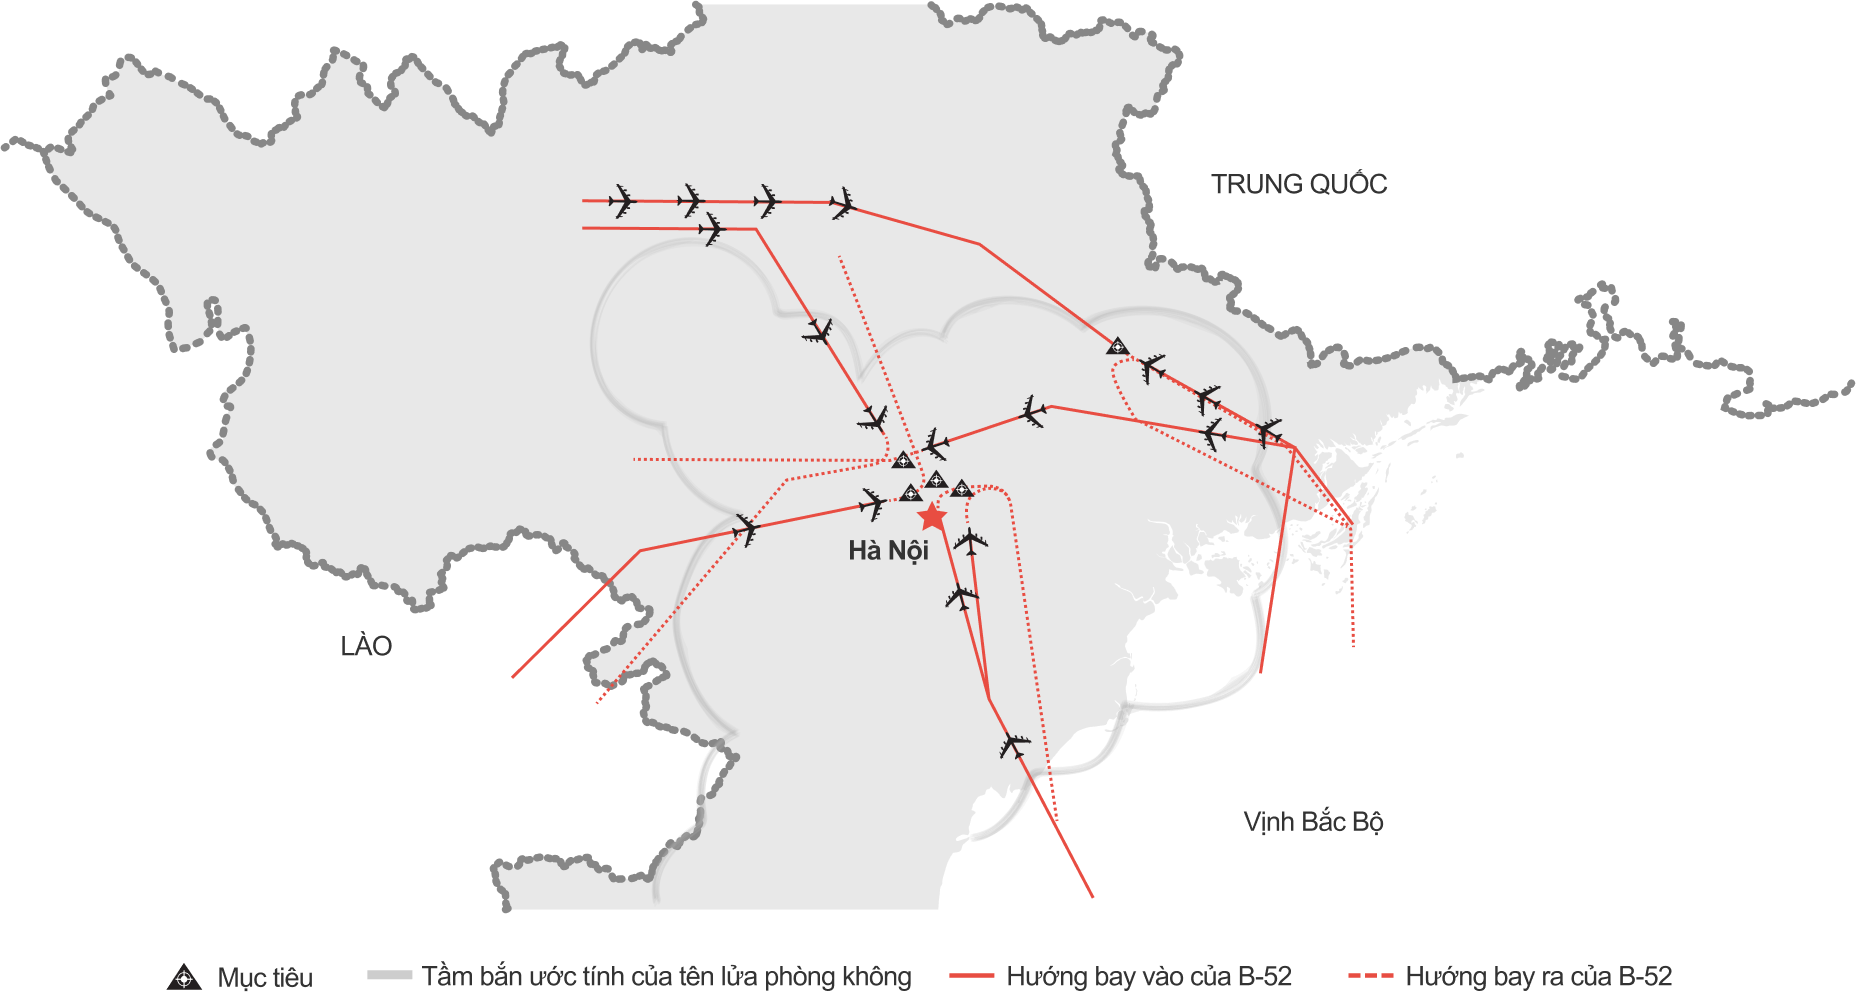 TRUNG QUỐC
Hà Nội
LÀO
Vịnh Bắc Bộ
Mục tiêu
Tầm bắn ước tính của tên lửa phòng không
Hướng bay vào của B-52
Hướng bay ra của B-52